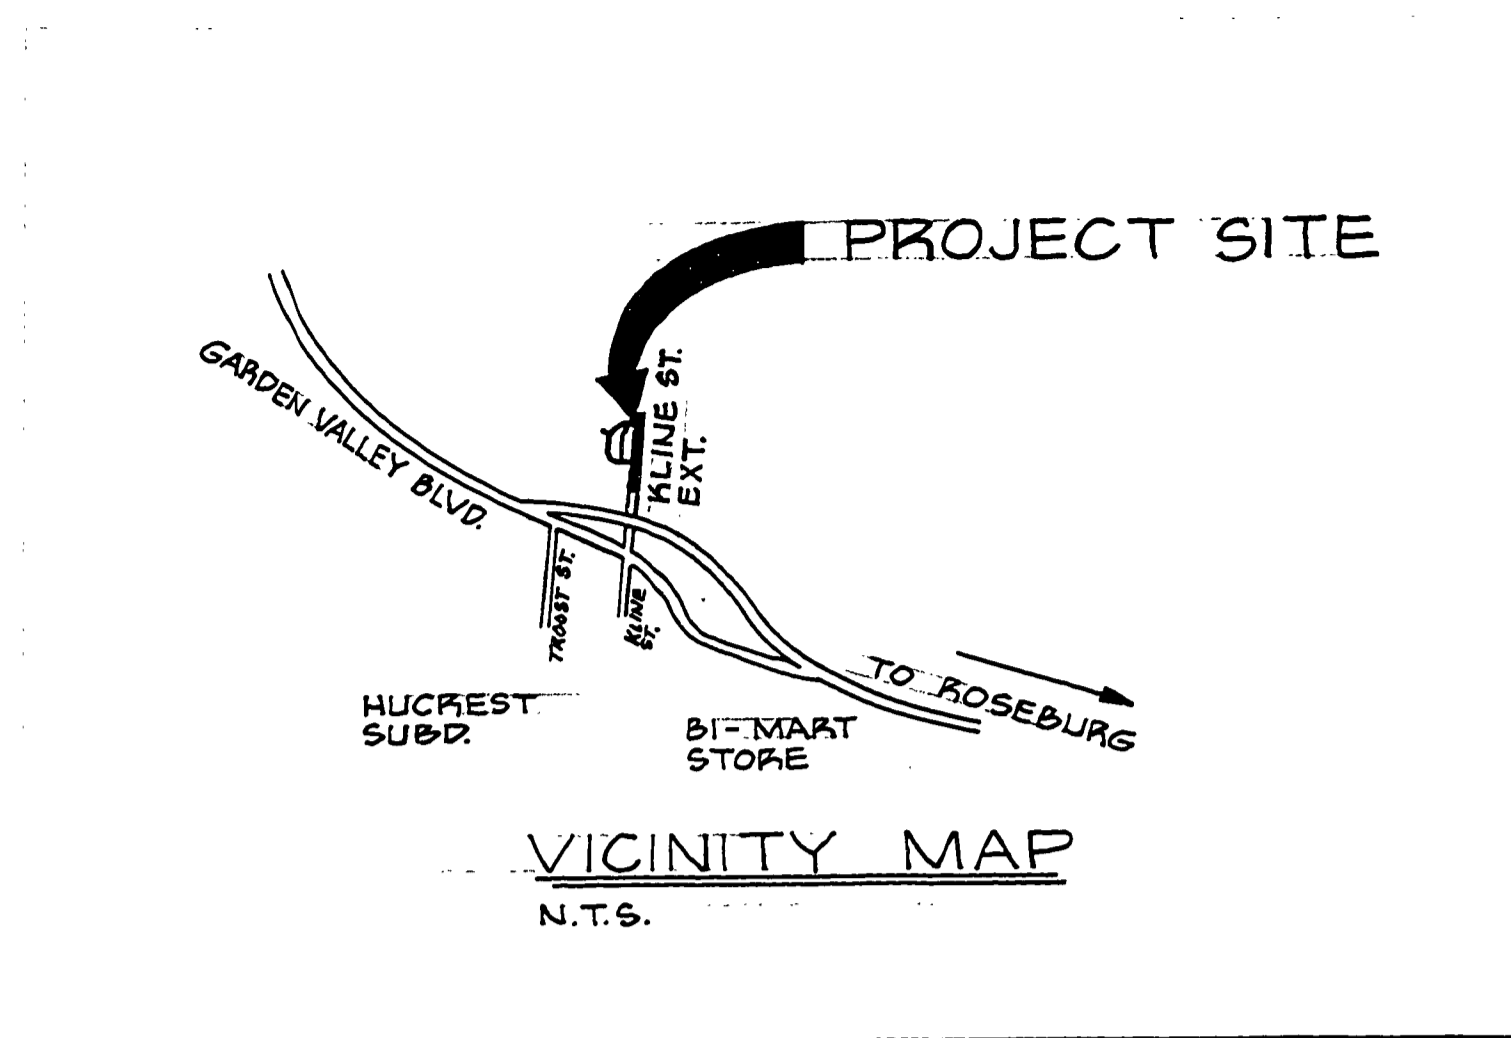 PROJECT SITE
GARDEN VALLEY BLVD.
KLINE ST.
EXT.
TROOST ST.
KLINE
ST.
TO ROSEBURG
HUCREST
SUBD.
BI-MART
STORE
VICINITY MAP
N.T.S.